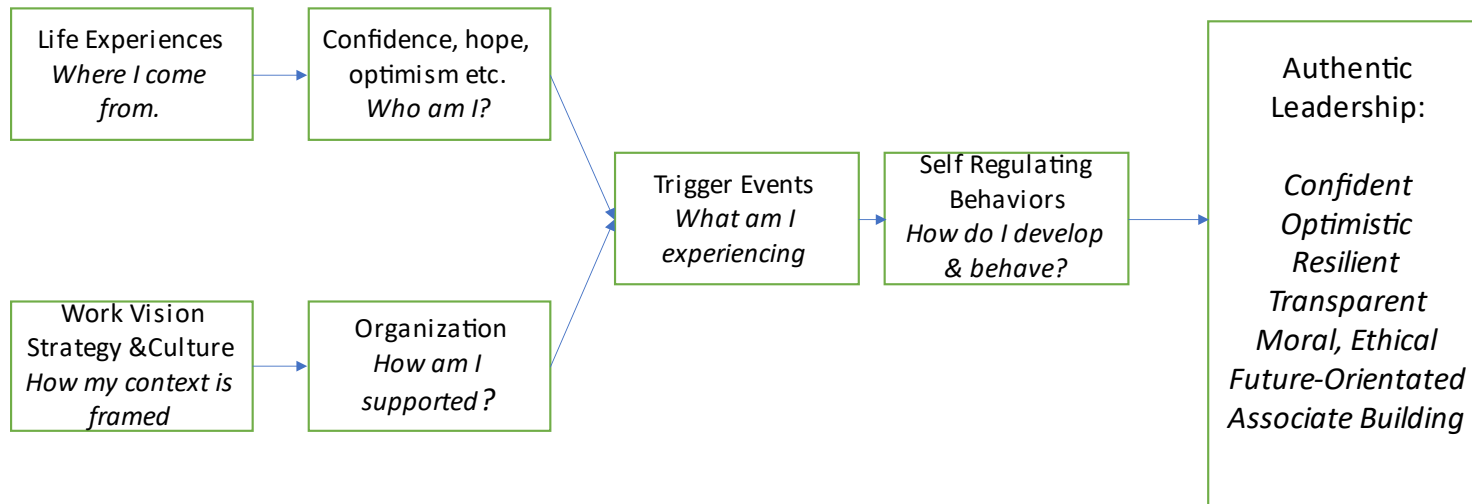 Life Experiences
Where I come
from.
Confidence, hope,
optimism etc.
Who am I?
Work Vision
Strategy &Culture
How my context is
framed
Organization
How am I
supported?
Trigger Events
What am I
experiencing
Self Regulating
Behaviors
How do I develop
& behave?
Authentic
Leadership:
Confident
Optimistic
Resilient
Transparent
Moral, Ethical
Future-Orientated
Associate Building